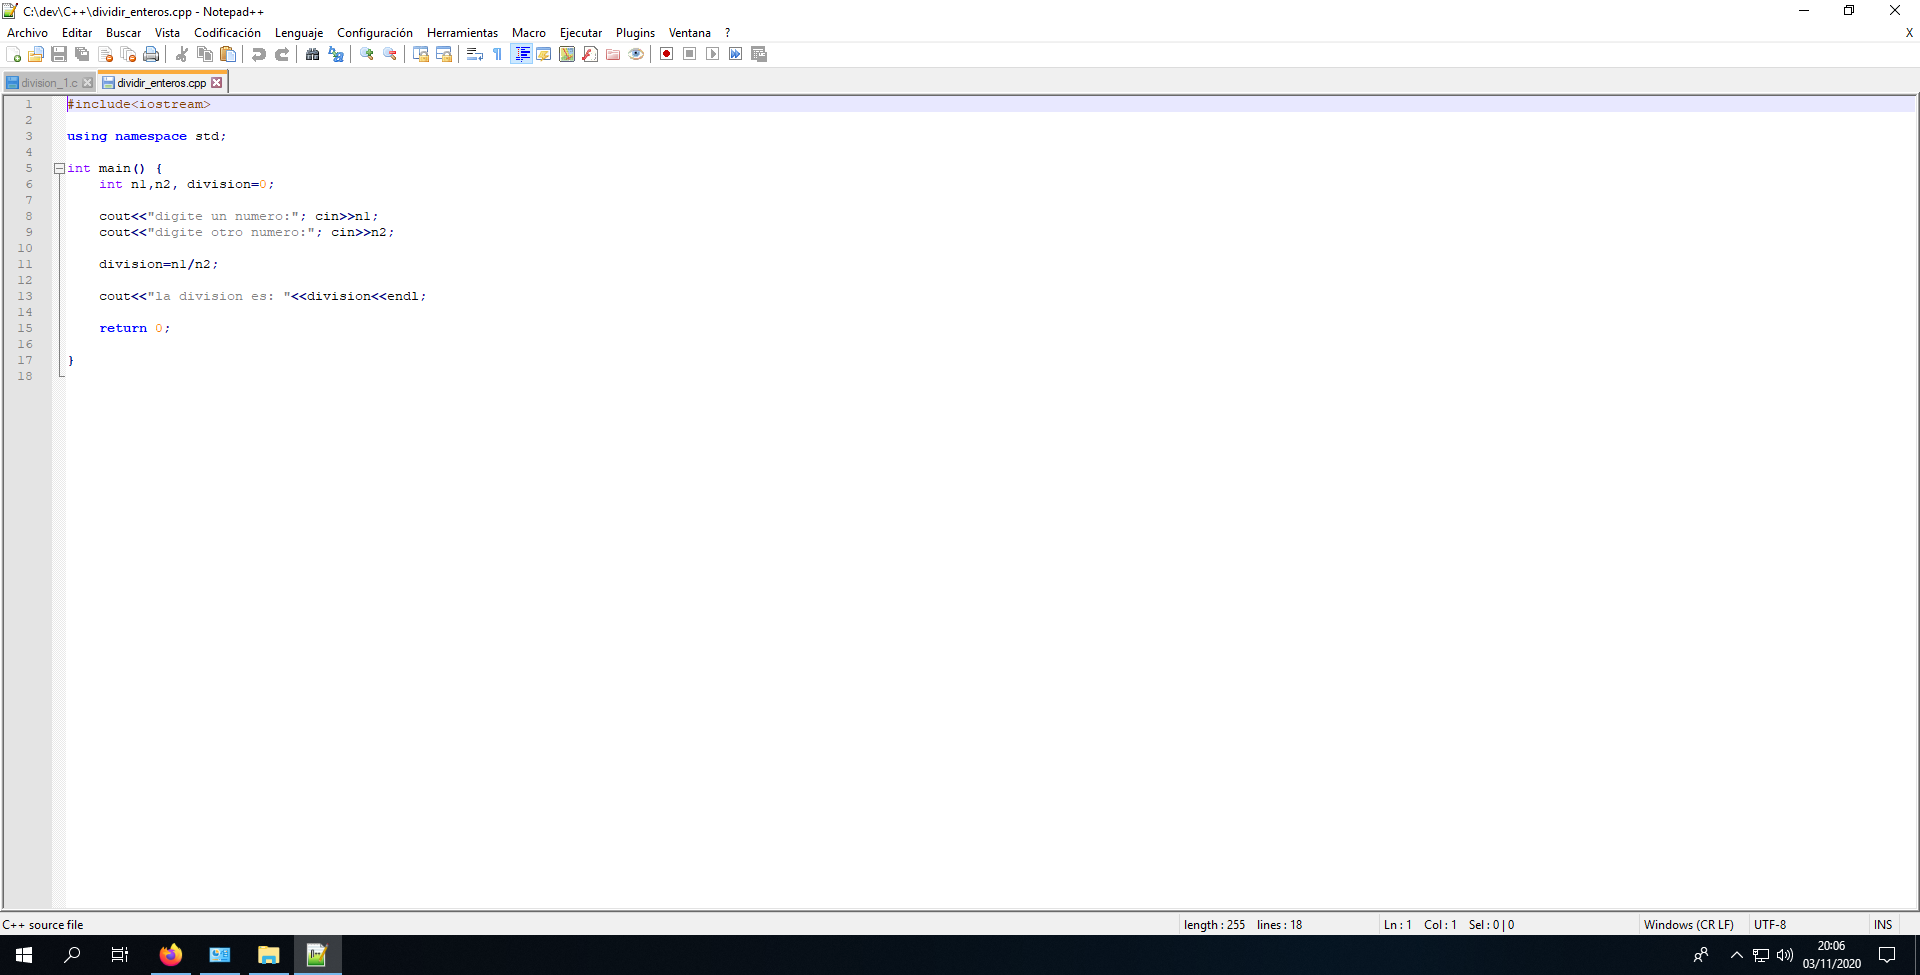 C:\dev\C++\dividir_enteros.cpp - Notepad++
Archivo Editar Buscar Vista Codificación Lenguaje Configuración Herramientas Macro Ejecutar Plugins Ventana ? X
division_1.c dividir_enteros.cpp
1 #include<iostream>
2
3 using namespace std;
4
5 int main() {
6 int n1,n2, division=0;
7
8 cout<<"digite un numero:"; cin>>n1;
9 cout<<"digite otro numero:"; cin>>n2;
10
11 division=n1/n2;
12
13 cout<<"la division es: "<<division<<endl;
14
15 return 0;
16
17 }
18
C++ source file length : 255 lines : 18 Ln : 1 Col : 1 Sel : 0 | 0 Windows (CR LF) UTF-8 INS
20:06
03/11/2020